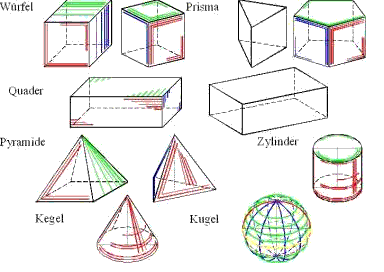 Würfel
Prisma
Quader
Pyramide
Zylinder
Kegel
Kugel